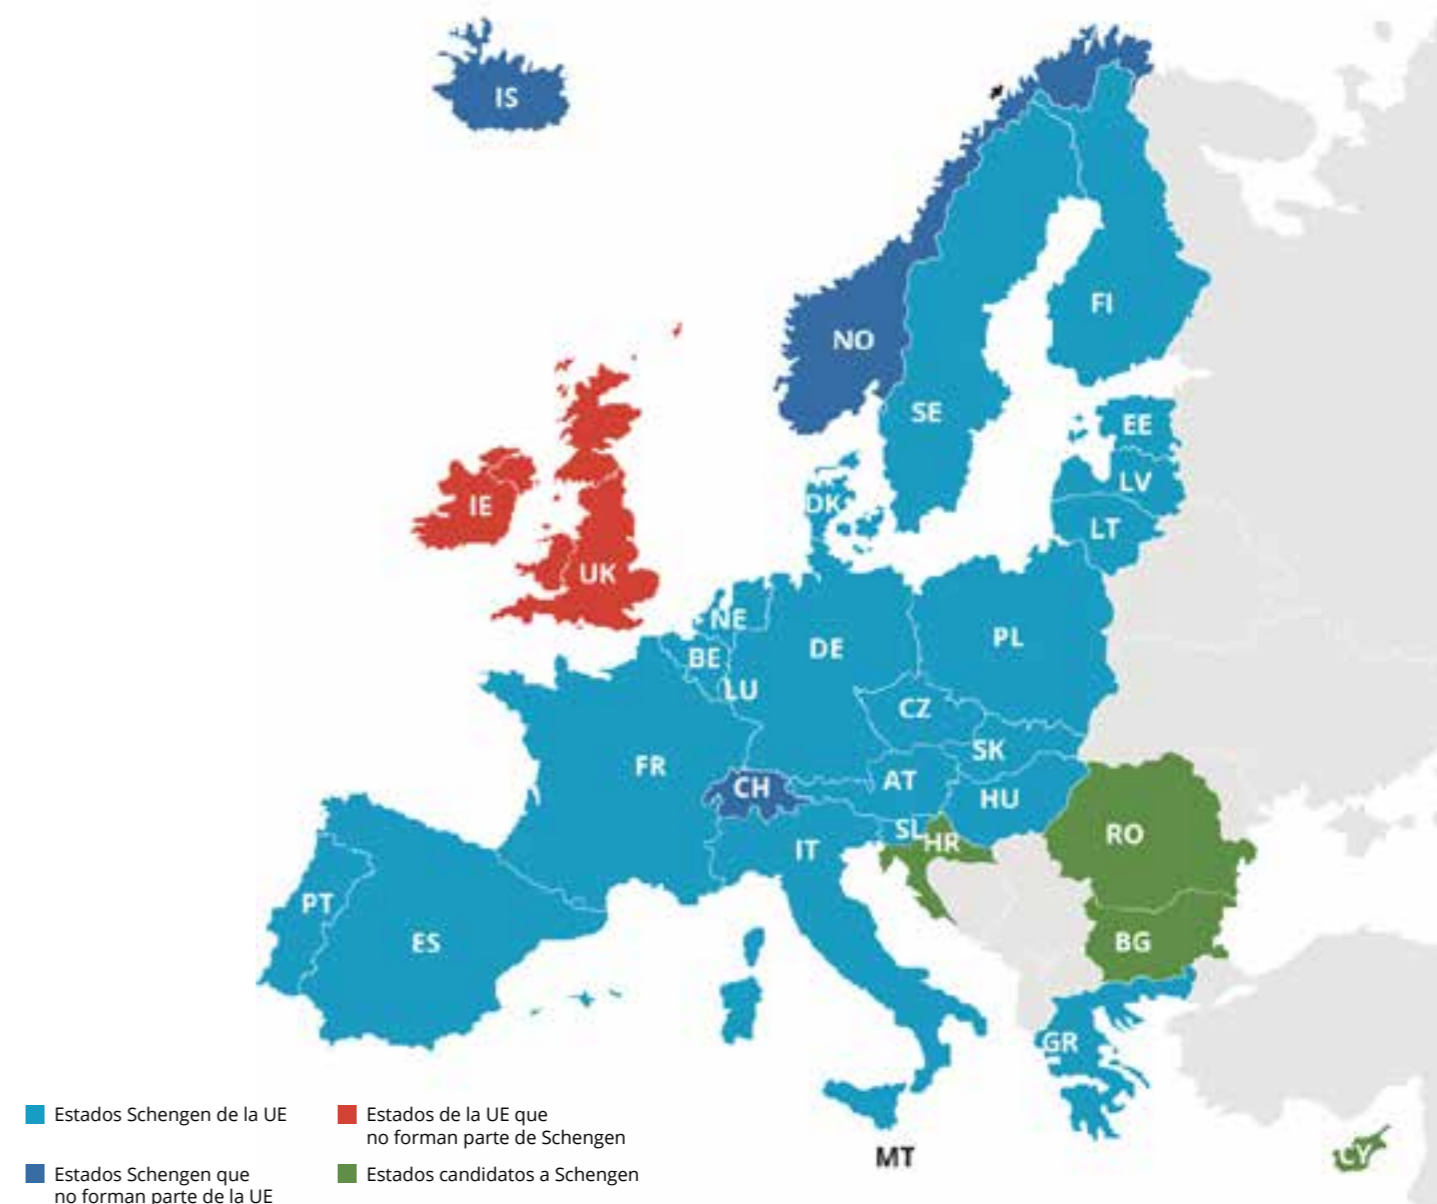 IS
FI
NO
SE
EE
LV
IE
DK
LT
UK
NE
PL
DE
BE
LU
CZ
SK
FR
AT
CH
HU
SL
RO
HR
IT
PT
BG
ES
GR
Estados Schengen de la UE
Estados de la UE que
no forman parte de Schengen
MT
CY
Estados Schengen que
no forman parte de la UE
Estados candidatos a Schengen